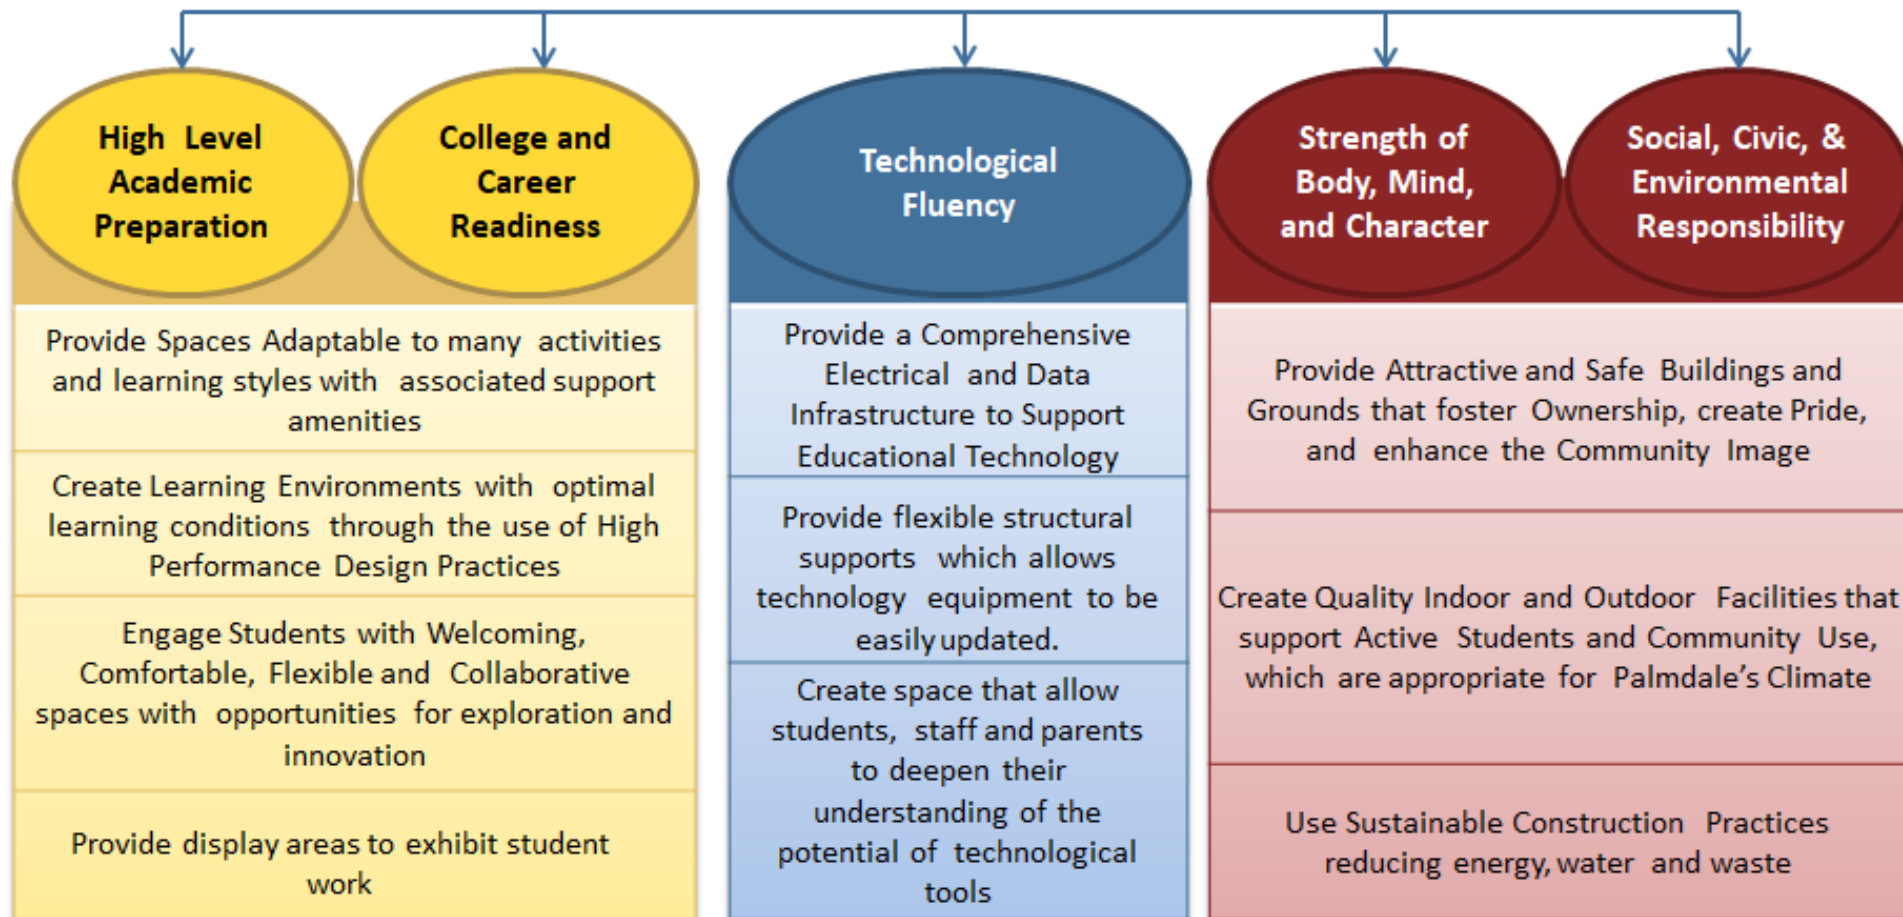 High Level
Academic
Preparation
College and
Career
Readiness
Technological
Fluency
Strength of
Body, Mind,
and Character
Social, Civic, &
Environmental
Responsibility
Provide Spaces Adaptable to many activities
and learning styles with associated support
amenities
Create Learning Environments with optimal
learning conditions through the use of High
Performance Design Practices
Engage Students with Welcoming,
Comfortable, Flexible and Collaborative
spaces with opportunities for exploration and
innovation
Provide display areas to exhibit student
work
Provide a Comprehensive
Electrical and Data
Infrastructure to Support
Educational Technology
Provide flexible structural
supports which allows
technology equipment to be
easily updated.
Create space that allow
students, staff and parents
to deepen their
understanding of the
potential of technological
tools
Provide Attractive and Safe Buildings and
Grounds that foster Ownership, create Pride,
and enhance the Community Image
Create Quality Indoor and Outdoor Facilities that
support Active Students and Community Use,
which are appropriate for Palmdale's Climate
Use Sustainable Construction Practices
reducing energy, water and waste